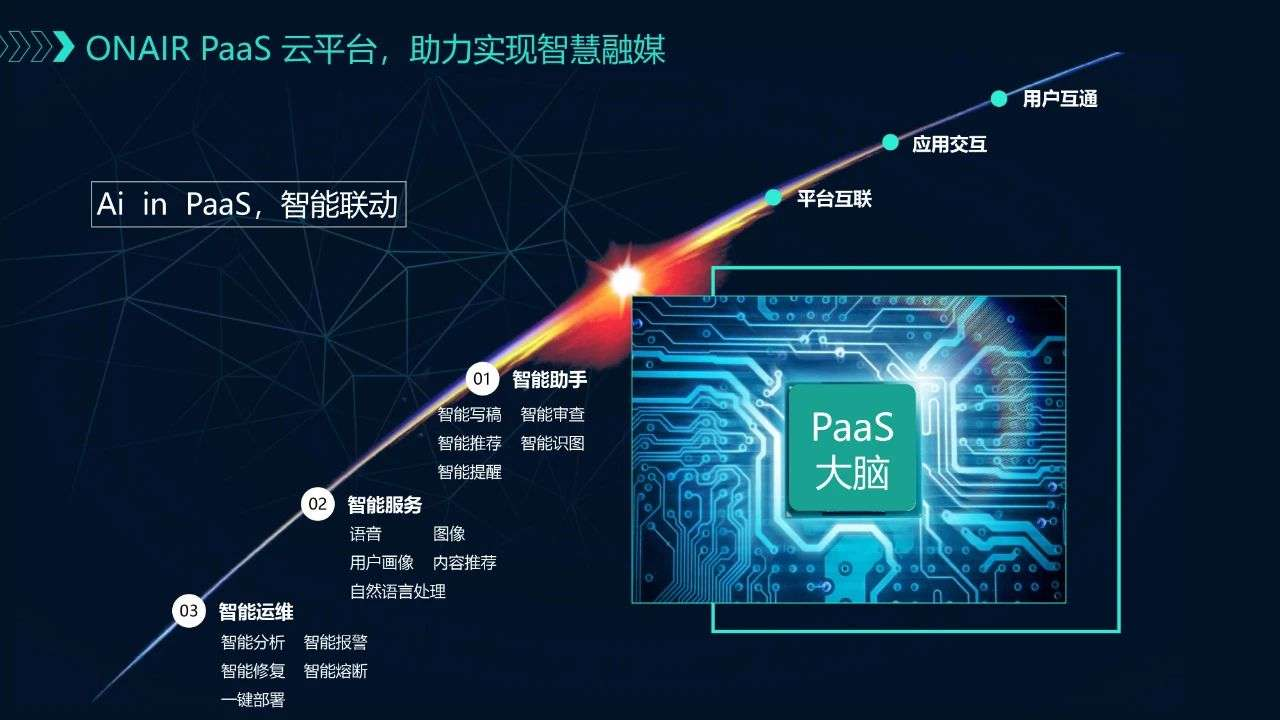 ONAIR PaaS 云平台，助力实现智慧融媒
用户互通
应用交互
平台互联
Ai in PaaS，智能联动
01 智能助手
智能写稿 智能审查
智能推荐 智能识图
智能提醒
PaaS
大脑
02 智能服务
语音 图像
用户画像 内容推荐
自然语言处理
03 智能运维
智能分析 智能报警
智能修复 智能熔断
一键部署